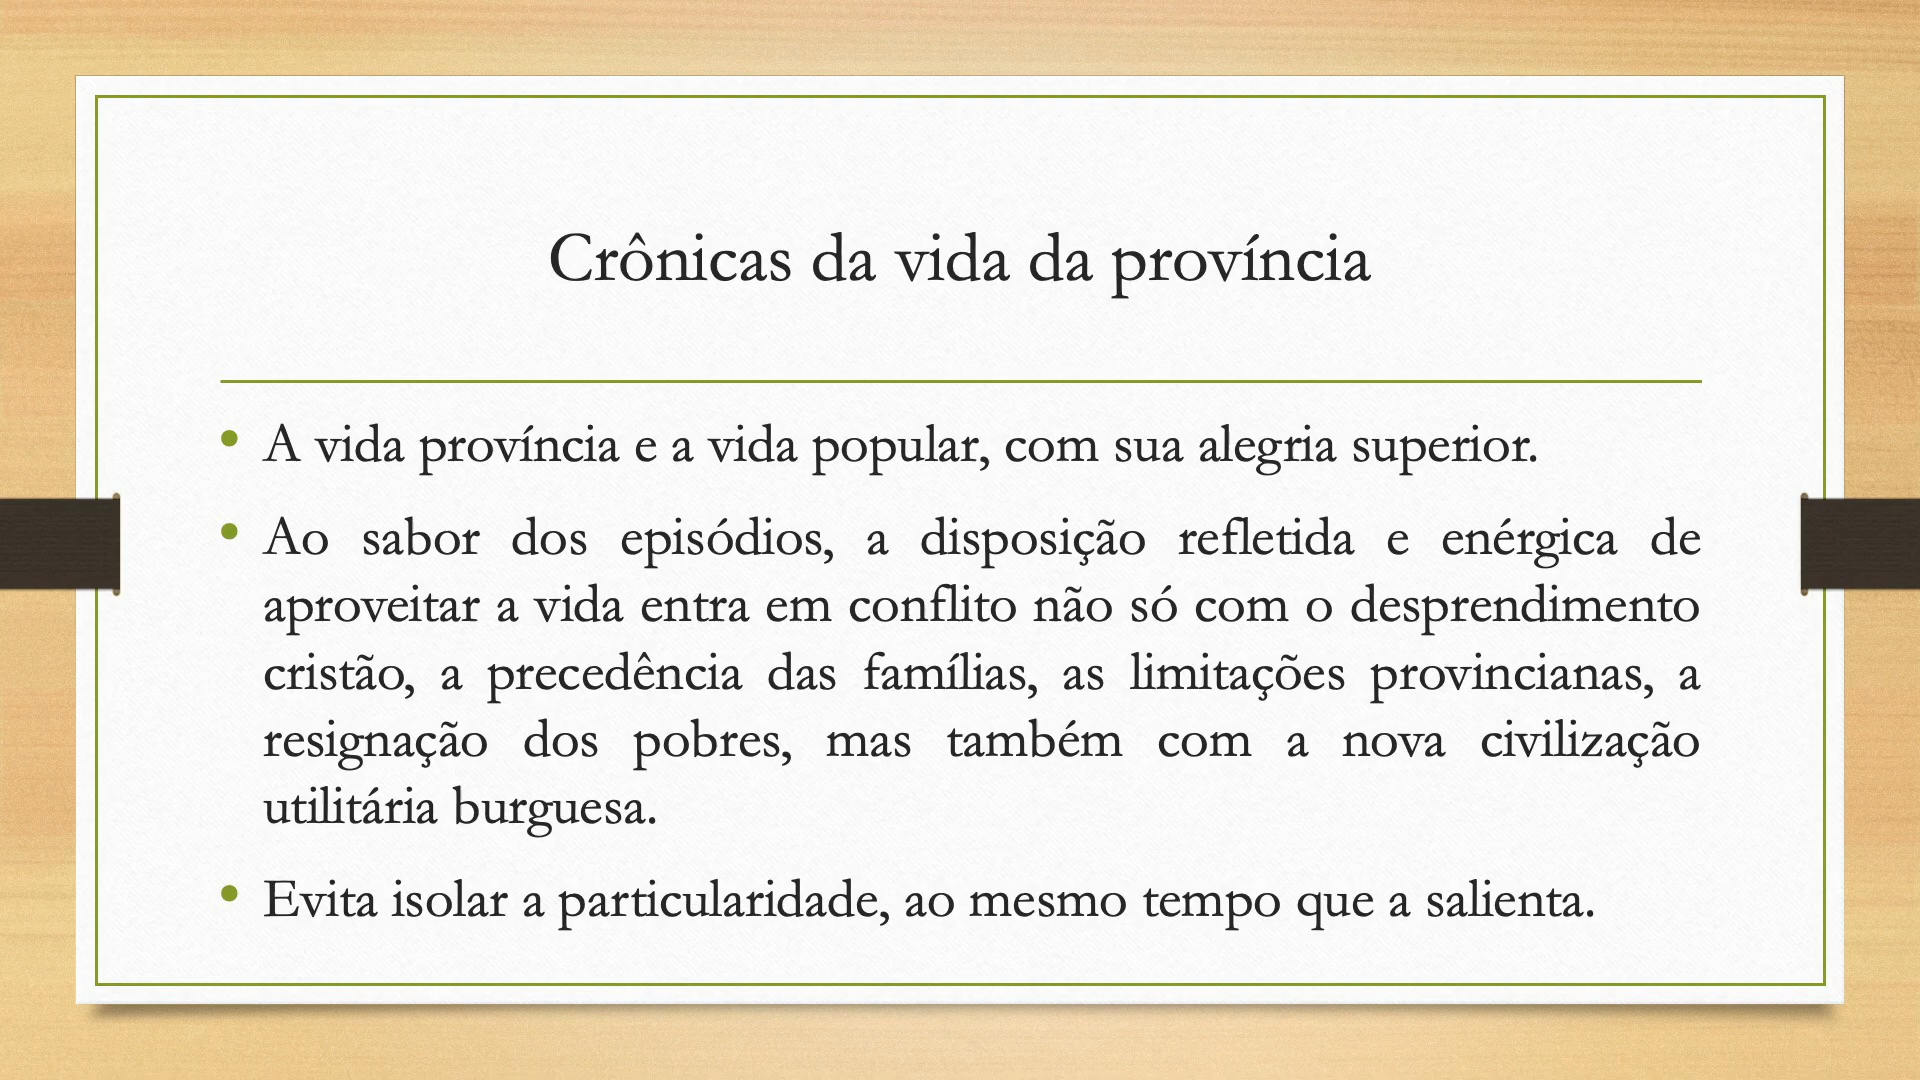 Crônicas da vida da província
• A vida província e a vida popular, com sua alegria superior.
• Ao sabor dos episódios, a disposição refletida e enérgica de
aproveitar a vida entra em conflito não só com o desprendimento
cristão, a precedência das famílias, as limitações provincianas, a
resignação dos pobres, mas também com a nova civilização
utilitária burguesa.
• Evita isolar a particularidade, ao mesmo tempo que a salienta.